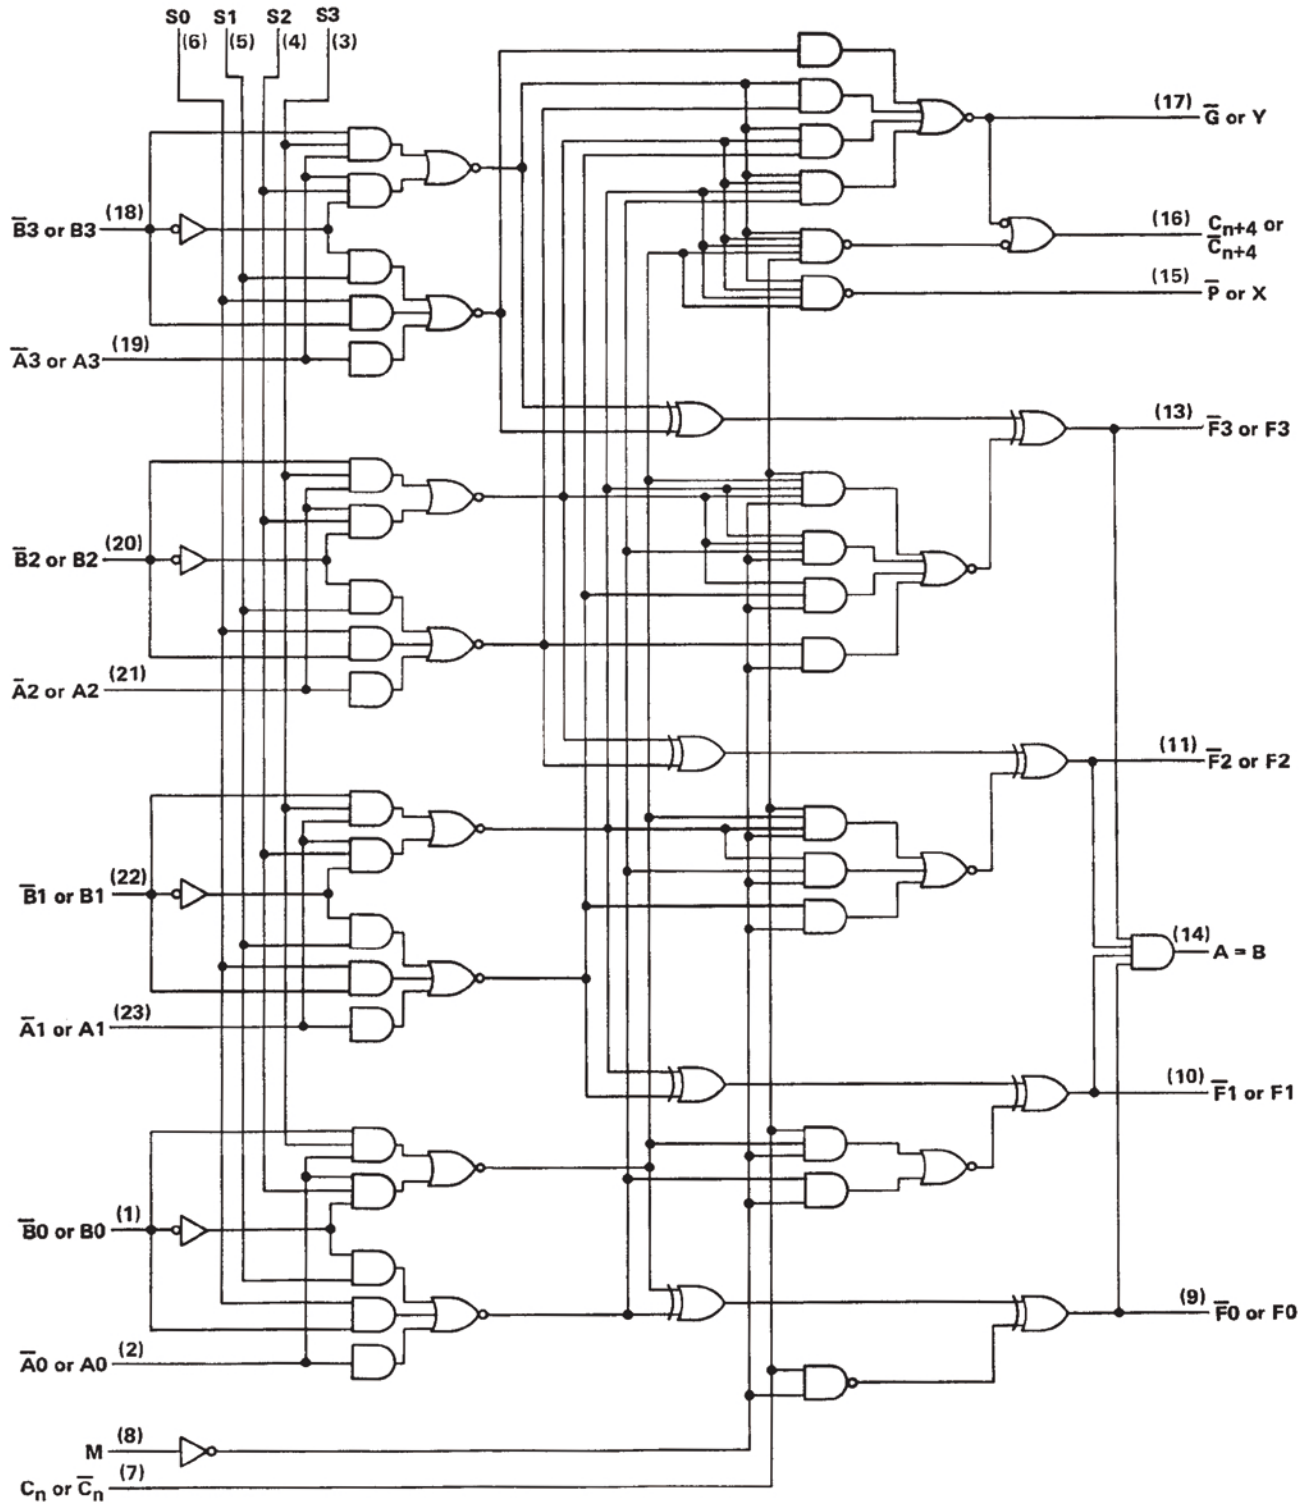 S0 S1 S2 S3
(6) (5) (4) (3)
(17) G̅ or Y
(18) B̅3 or B3
(16) Cn+4 or
C̅n+4
(15) P̅ or X
(19) A̅3 or A3
(13) F̅3 or F3
(20) B̅2 or B2
(21) A̅2 or A2
(11) F̅2 or F2
(22) B̅1 or B1
(14) A = B
(23) A̅1 or A1
(10) F̅1 or F1
(1) B̅0 or B0
(9) F̅0 or F0
(2) A̅0 or A0
M (8)
Cn or C̅n (7)